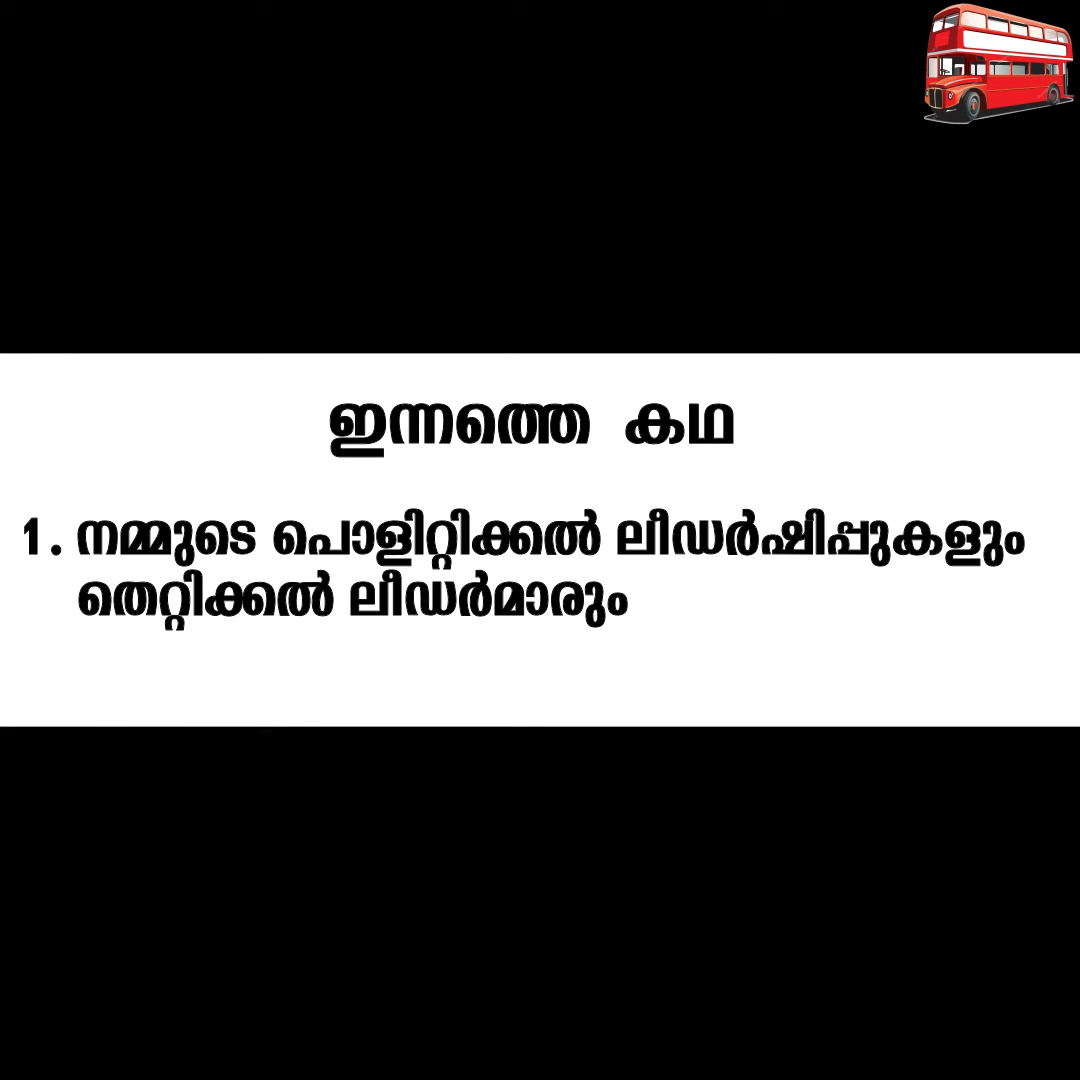 ഇന്നത്തെ കഥ
1. നമ്മുടെ പൊളിറ്റിക്കൽ ലീഡർഷിപ്പുകളും
തെറ്റിക്കൽ ലീഡർമാരും